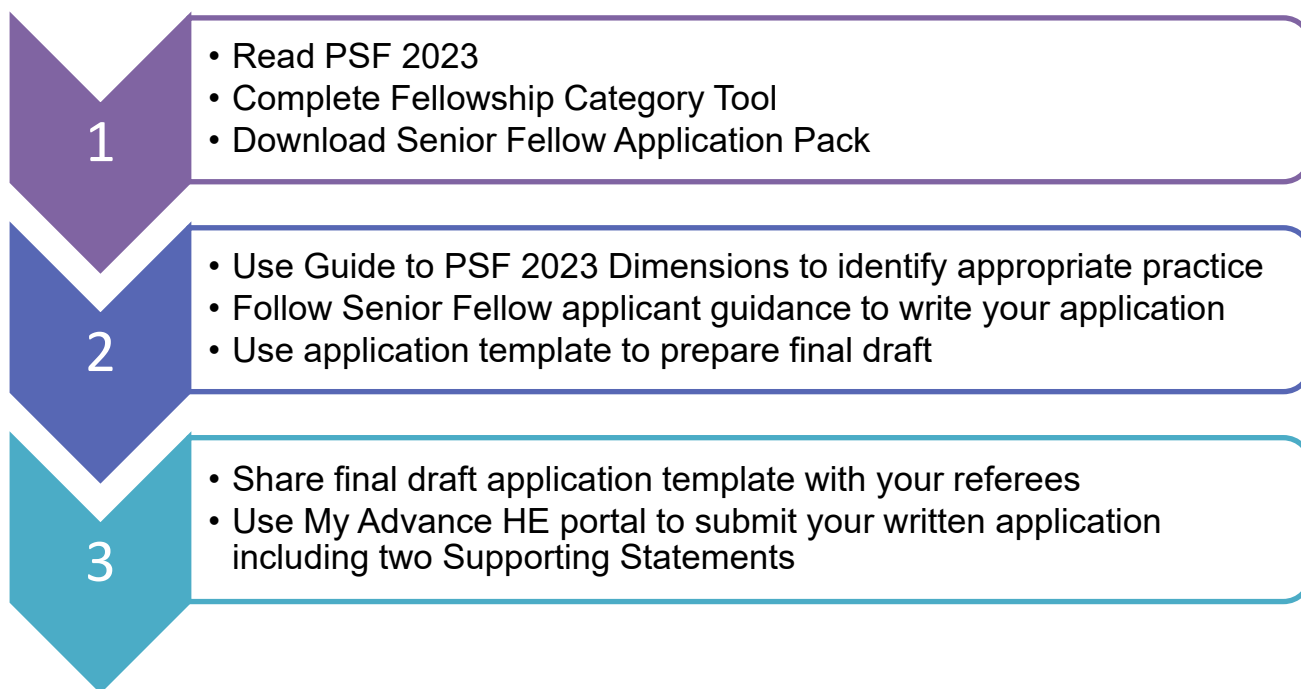 1
• Read PSF 2023
• Complete Fellowship Category Tool
• Download Senior Fellow Application Pack
2
• Use Guide to PSF 2023 Dimensions to identify appropriate practice
• Follow Senior Fellow applicant guidance to write your application
• Use application template to prepare final draft
3
• Share final draft application template with your referees
• Use My Advance HE portal to submit your written application
including two Supporting Statements